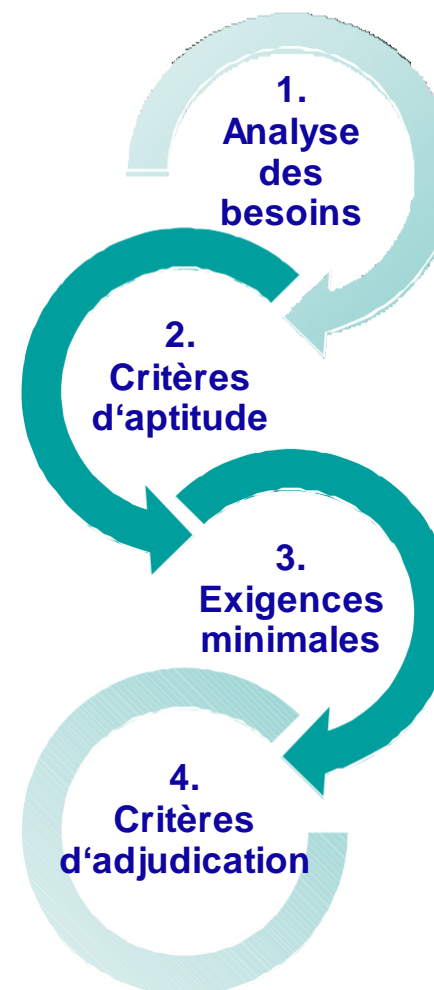 1.
Analyse
des
besoins
2.
Critères
d‘aptitude
3.
Exigences
minimales
4.
Critères
d‘adjudication